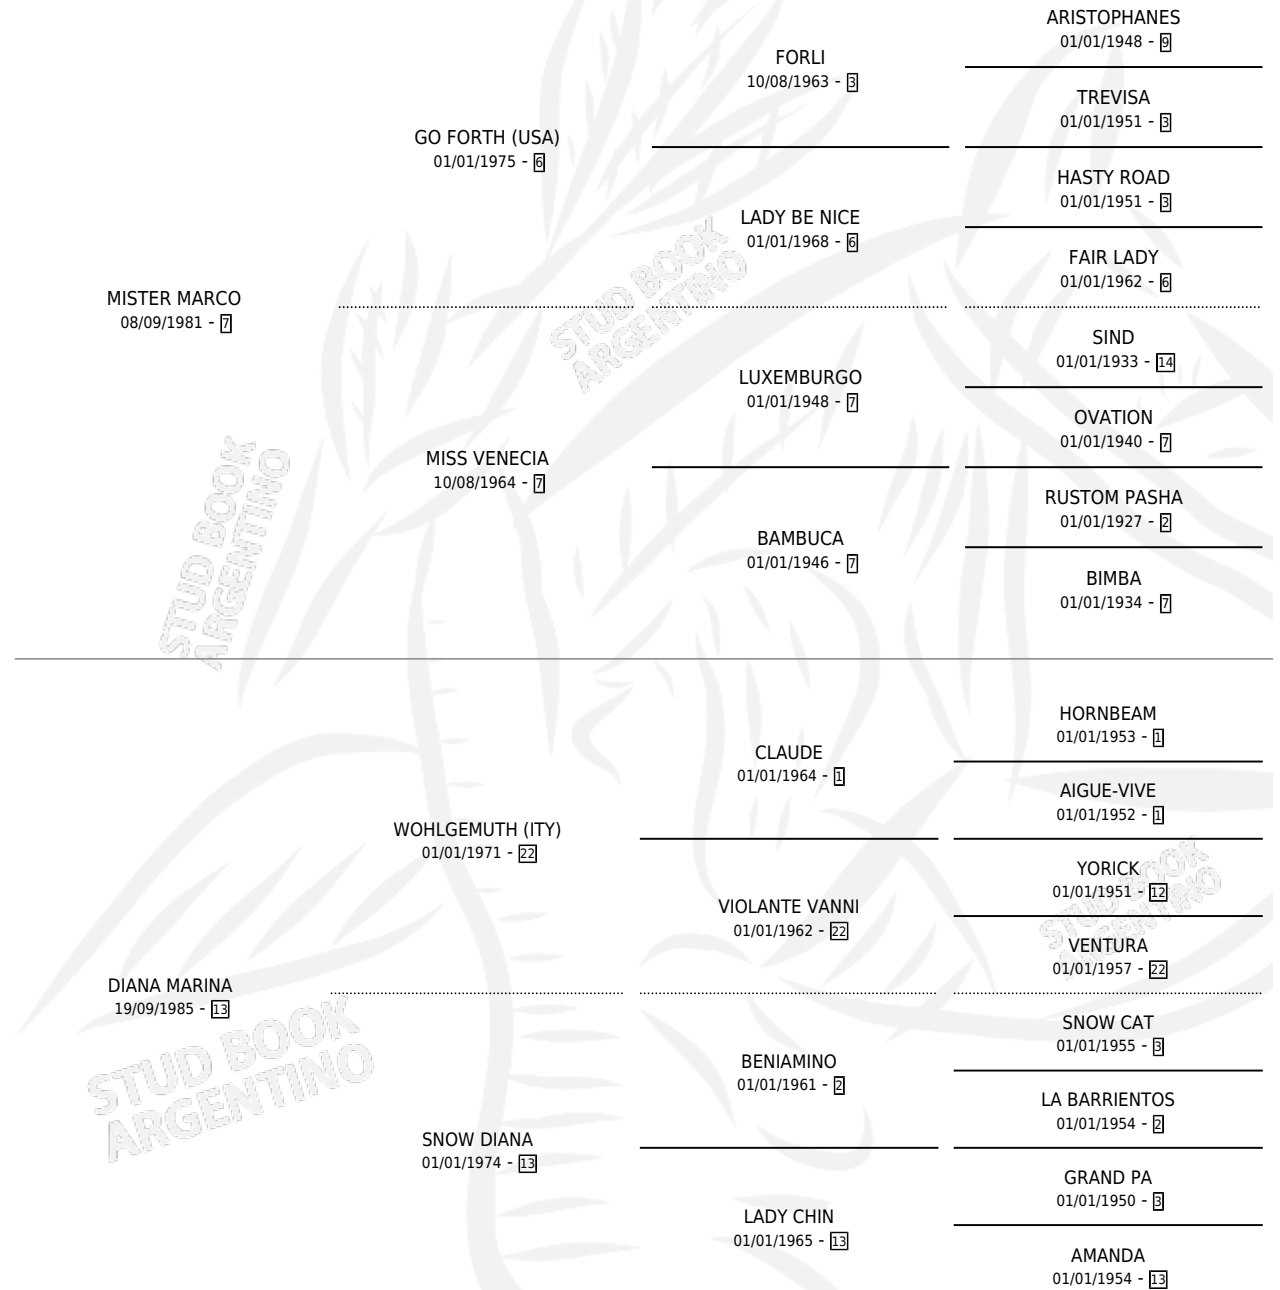 ARISTOPHANES
01/01/1948 - 9
FORLI
10/08/1963 - 3
TREVISA
01/01/1951 - 3
GO FORTH (USA)
01/01/1975 - 6
HASTY ROAD
01/01/1951 - 3
LADY BE NICE
01/01/1968 - 6
FAIR LADY
01/01/1962 - 6
MISTER MARCO
08/09/1981 - 7
SIND
01/01/1933 - 14
LUXEMBURGO
01/01/1948 - 7
OVATION
01/01/1940 - 7
MISS VENECIA
10/08/1964 - 7
RUSTOM PASHA
01/01/1927 - 2
BAMBUCA
01/01/1946 - 7
BIMBA
01/01/1934 - 7
STUD BOOK
ARGENTINO
STUD BOOK
ARGENTINO
HORNBEAM
01/01/1953 - 1
CLAUDE
01/01/1964 - 1
AIGUE-VIVE
01/01/1952 - 1
WOHLGEMUTH (ITY)
01/01/1971 - 22
YORICK
01/01/1951 - 12
VIOLANTE VANNI
01/01/1962 - 22
VENTURA
01/01/1957 - 22
STUD BOOK
ARGENTINO
DIANA MARINA
19/09/1985 - 13
SNOW CAT
01/01/1955 - 3
BENIAMINO
01/01/1961 - 2
LA BARRIENTOS
01/01/1954 - 2
SNOW DIANA
01/01/1974 - 13
GRAND PA
01/01/1950 - 3
LADY CHIN
01/01/1965 - 13
AMANDA
01/01/1954 - 13
STUD BOOK
ARGENTINO